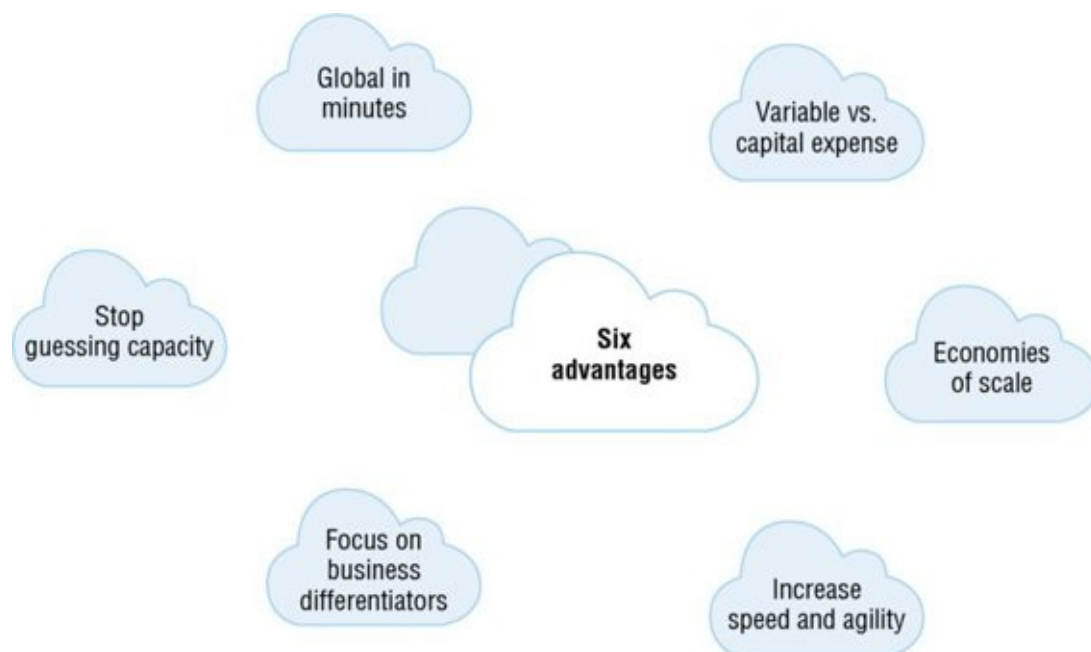 Global in
minutes
Variable vs.
capital expense
Stop
guessing capacity
Six
advantages
Economies
of scale
Focus on
business
differentiators
Increase
speed and agility